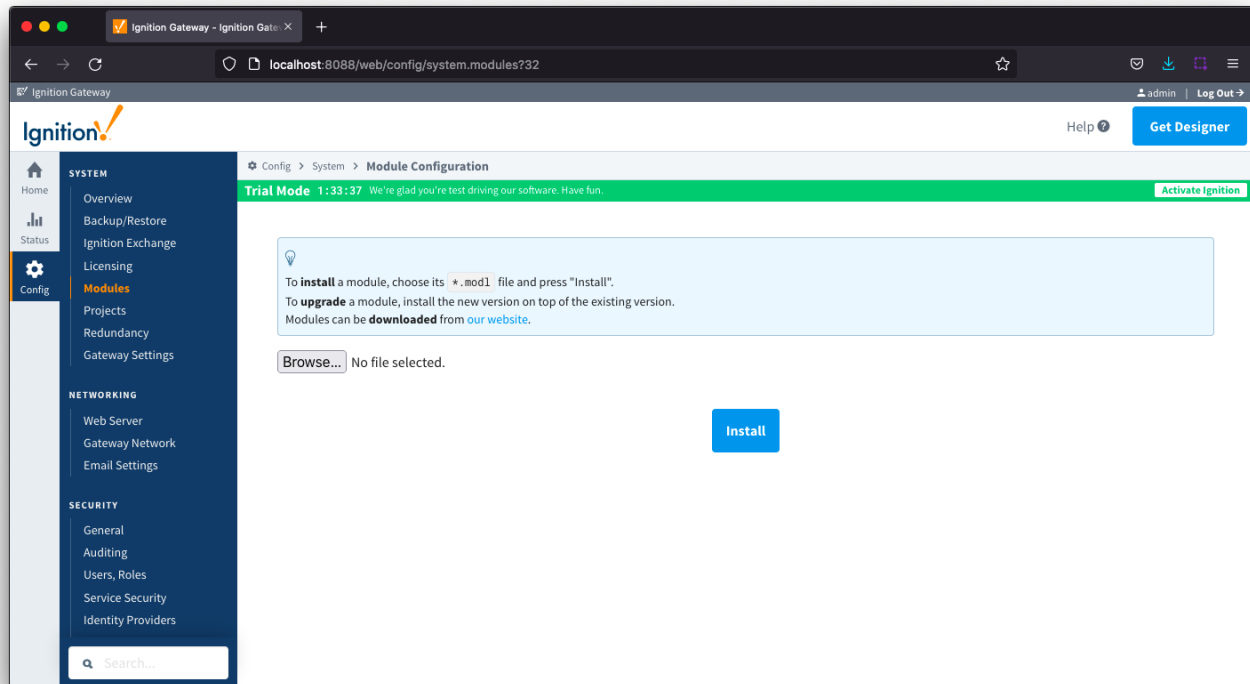 Ignition Gateway - Ignition Gate
localhost:8088/web/config/system.modules?32
Ignition Gateway
admin | Log Out
Ignition!
Help
Get Designer
Home
Status
Config
SYSTEM
Overview
Backup/Restore
Ignition Exchange
Licensing
Modules
Projects
Redundancy
Gateway Settings
NETWORKING
Web Server
Gateway Network
Email Settings
SECURITY
General
Auditing
Users, Roles
Service Security
Identity Providers
Search...
Config > System > Module Configuration
Trial Mode 1:33:37 We're glad you're test driving our software. Have fun.
Activate Ignition
To install a module, choose its *.modl file and press "Install".
To upgrade a module, install the new version on top of the existing version.
Modules can be downloaded from our website.
Browse... No file selected.
Install